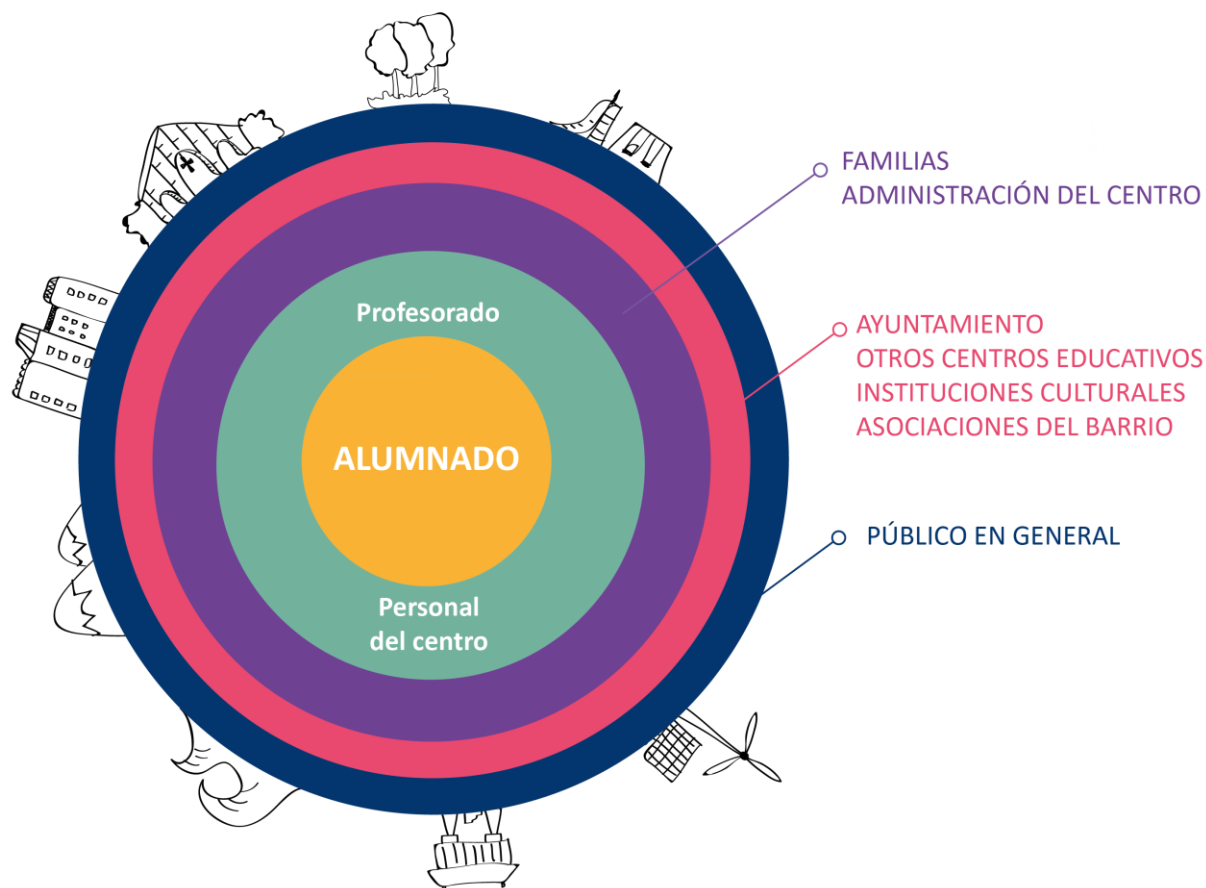 Profesorado
ALUMNADO
Personal
del centro
FAMILIAS
ADMINISTRACIÓN DEL CENTRO
AYUNTAMIENTO
OTROS CENTROS EDUCATIVOS
INSTITUCIONES CULTURALES
ASOCIACIONES DEL BARRIO
PÚBLICO EN GENERAL